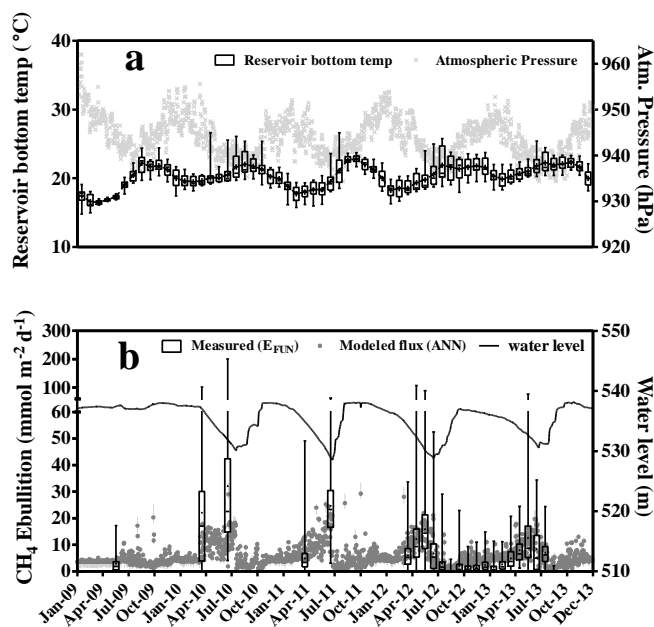 Reservoir bottom temp (°C)
40
30
20
10
a
Reservoir bottom temp
Atmospheric Pressure
960
950
940
930
920
Atm. Pressure (hPa)
CH4 Ebullition (mmol m-2 d-1)
300
200
100
60
50
40
30
20
10
0
b
Measured (EFUN)
Modeled flux (ANN)
water level
550
540
530
520
510
Water level (m)
Jan-09
Apr-09
Jul-09
Oct-09
Jan-10
Apr-10
Jul-10
Oct-10
Jan-11
Apr-11
Jul-11
Oct-11
Jan-12
Apr-12
Jul-12
Oct-12
Jan-13
Apr-13
Jul-13
Oct-13
Dec-13